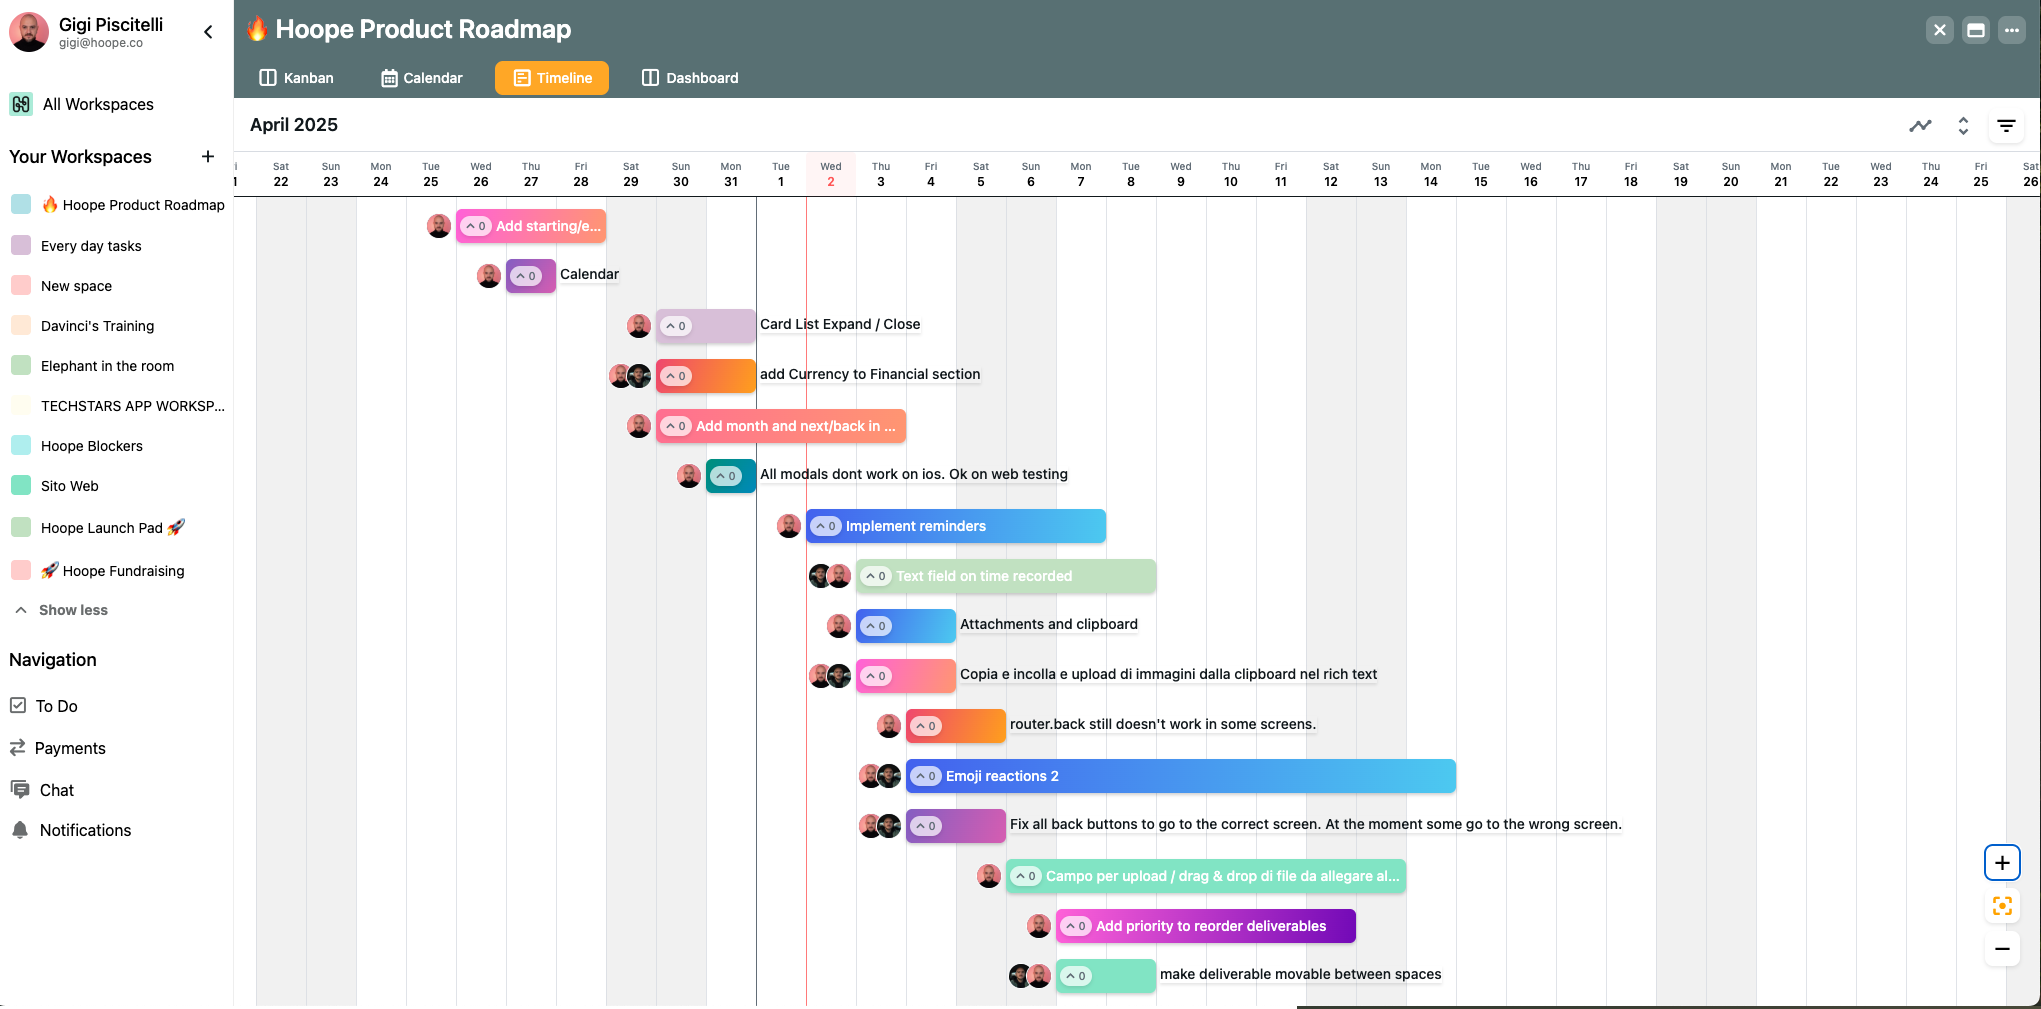 Gigi Piscitelli
gigi@hoope.co
All Workspaces
Your Workspaces
🔥 Hoope Product Roadmap
Every day tasks
New space
Davinci's Training
Elephant in the room
TECHSTARS APP WORKSP...
Hoope Blockers
Sito Web
Hoope Launch Pad 🚀
🚀 Hoope Fundraising
Show less
Navigation
To Do
Payments
Chat
Notifications
🔥 Hoope Product Roadmap
Kanban Calendar Timeline Dashboard
April 2025
Sat Sun Mon Tue Wed Thu Fri Sat Sun Mon Tue Wed Thu Fri Sat Sun Mon Tue Wed Thu Fri Sat Sun Mon Tue Wed Thu Fri Sat Sun Mon Tue Wed Thu Fri Sat
22 23 24 25 26 27 28 29 30 31 1 2 3 4 5 6 7 8 9 10 11 12 13 14 15 16 17 18 19 20 21 22 23 24 25 26
0 Add starting/e...
0 Calendar
0 Card List Expand / Close
0 add Currency to Financial section
0 Add month and next/back in ...
0 All modals dont work on ios. Ok on web testing
0 Implement reminders
0 Text field on time recorded
0 Attachments and clipboard
0 Copia e incolla e upload di immagini dalla clipboard nel rich text
0 router.back still doesn't work in some screens.
0 Emoji reactions 2
0 Fix all back buttons to go to the correct screen. At the moment some go to the wrong screen.
0 Campo per upload / drag & drop di file da allegare al...
0 Add priority to reorder deliverables
0 make deliverable movable between spaces